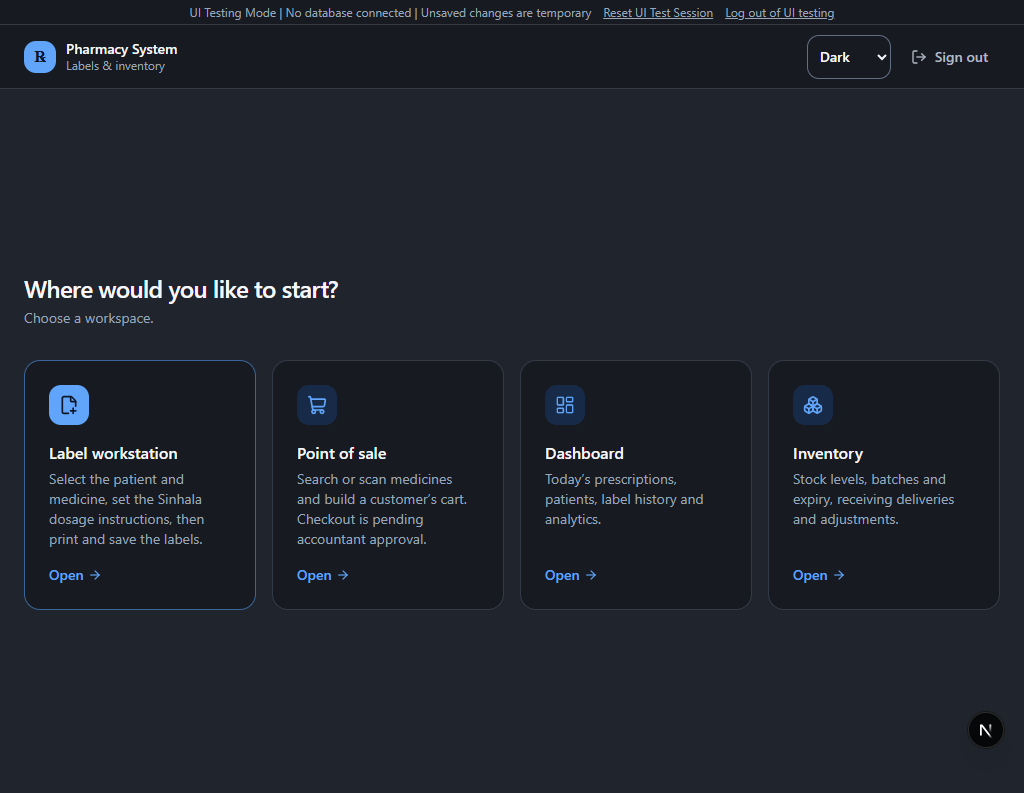 UI Testing Mode | No database connected | Unsaved changes are temporary Reset UI Test Session Log out of UI testing
℞
Pharmacy System
Labels & inventory
Dark
Sign out
Where would you like to start?
Choose a workspace.
Label workstation
Select the patient and
medicine, set the Sinhala
dosage instructions, then
print and save the labels.
Open →
Point of sale
Search or scan medicines
and build a customer’s cart.
Checkout is pending
accountant approval.
Open →
Dashboard
Today’s prescriptions,
patients, label history and
analytics.
Open →
Inventory
Stock levels, batches and
expiry, receiving deliveries
and adjustments.
Open →
N